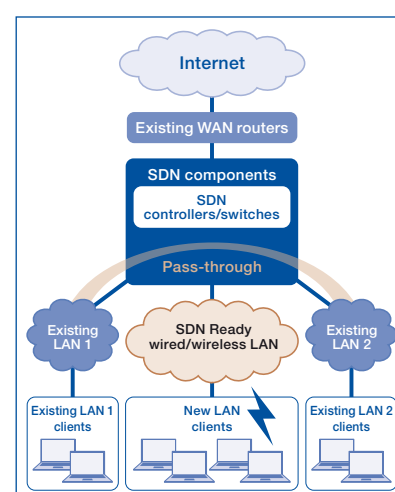 Internet
Existing WAN routers
SDN components
SDN
controllers/switches
Pass-through
Existing
LAN 1
SDN Ready
wired/wireless LAN
Existing
LAN 2
Existing LAN 1
clients
New LAN
clients
Existing LAN 2
clients